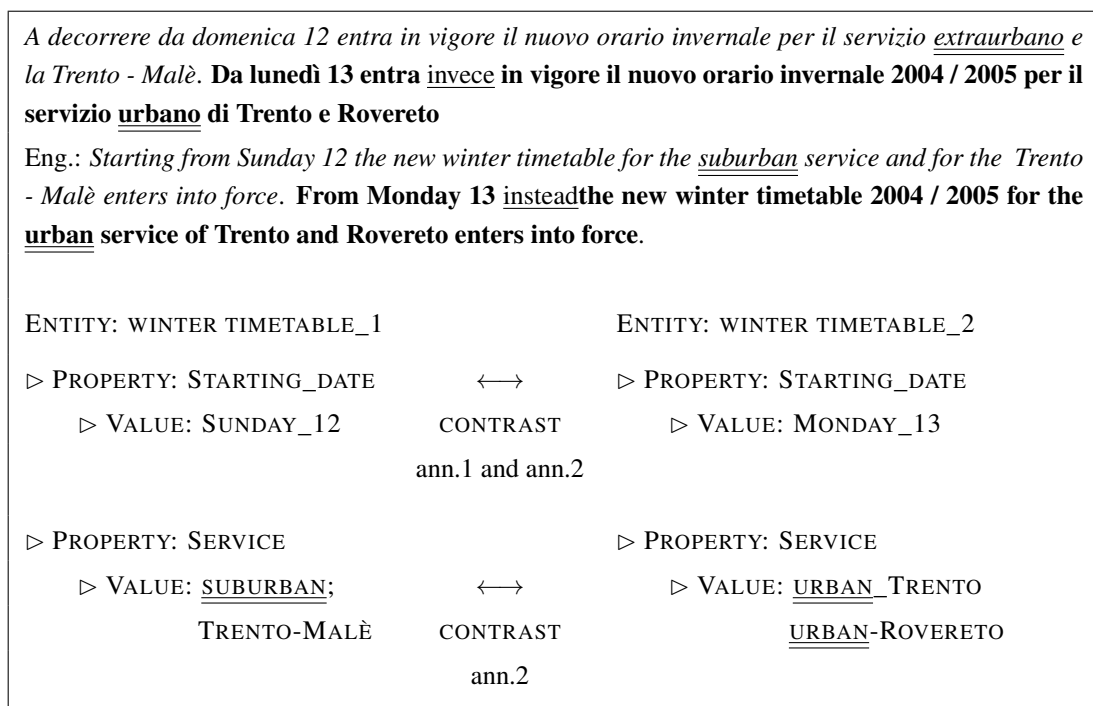 A decorrere da domenica 12 entra in vigore il nuovo orario invernale per il servizio extraurbano e
la Trento - Malè. Da lunedì 13 entra invece in vigore il nuovo orario invernale 2004 / 2005 per il
servizio urbano di Trento e Rovereto
Eng.: Starting from Sunday 12 the new winter timetable for the suburban service and for the Trento
- Malè enters into force. From Monday 13 insteadthe new winter timetable 2004 / 2005 for the
urban service of Trento and Rovereto enters into force.
ENTITY: WINTER TIMETABLE_1 ENTITY: WINTER TIMETABLE_2
▷ PROPERTY: STARTING_DATE ⟷ ▷ PROPERTY: STARTING_DATE
▷ VALUE: SUNDAY_12 CONTRAST ▷ VALUE: MONDAY_13
ann.1 and ann.2
▷ PROPERTY: SERVICE ▷ PROPERTY: SERVICE
▷ VALUE: SUBURBAN; ⟷ ▷ VALUE: URBAN_TRENTO
TRENTO-MALÈ CONTRAST URBAN-ROVERETO
ann.2